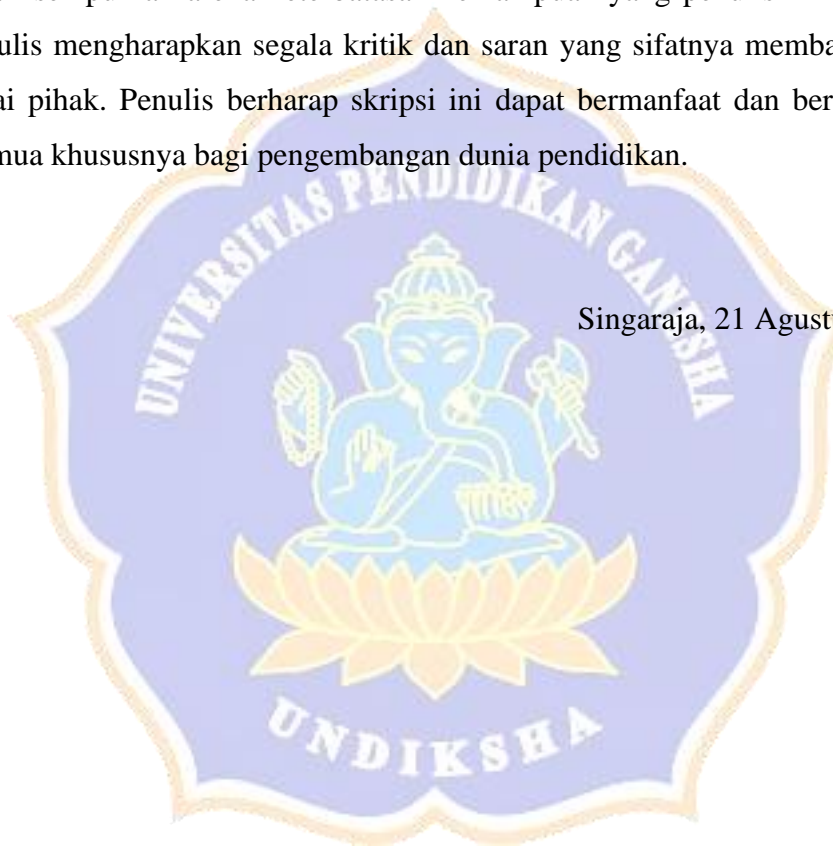 ulis mengharapkan segala kritik dan saran yang sifatnya memba
ai pihak. Penulis berharap skripsi ini dapat bermanfaat dan ber
mua khususnya bagi pengembangan dunia pendidikan.
UNIVERSITAS PENDIDIKAN GANESHA
Singaraja, 21 Agust
UNDIKSHA